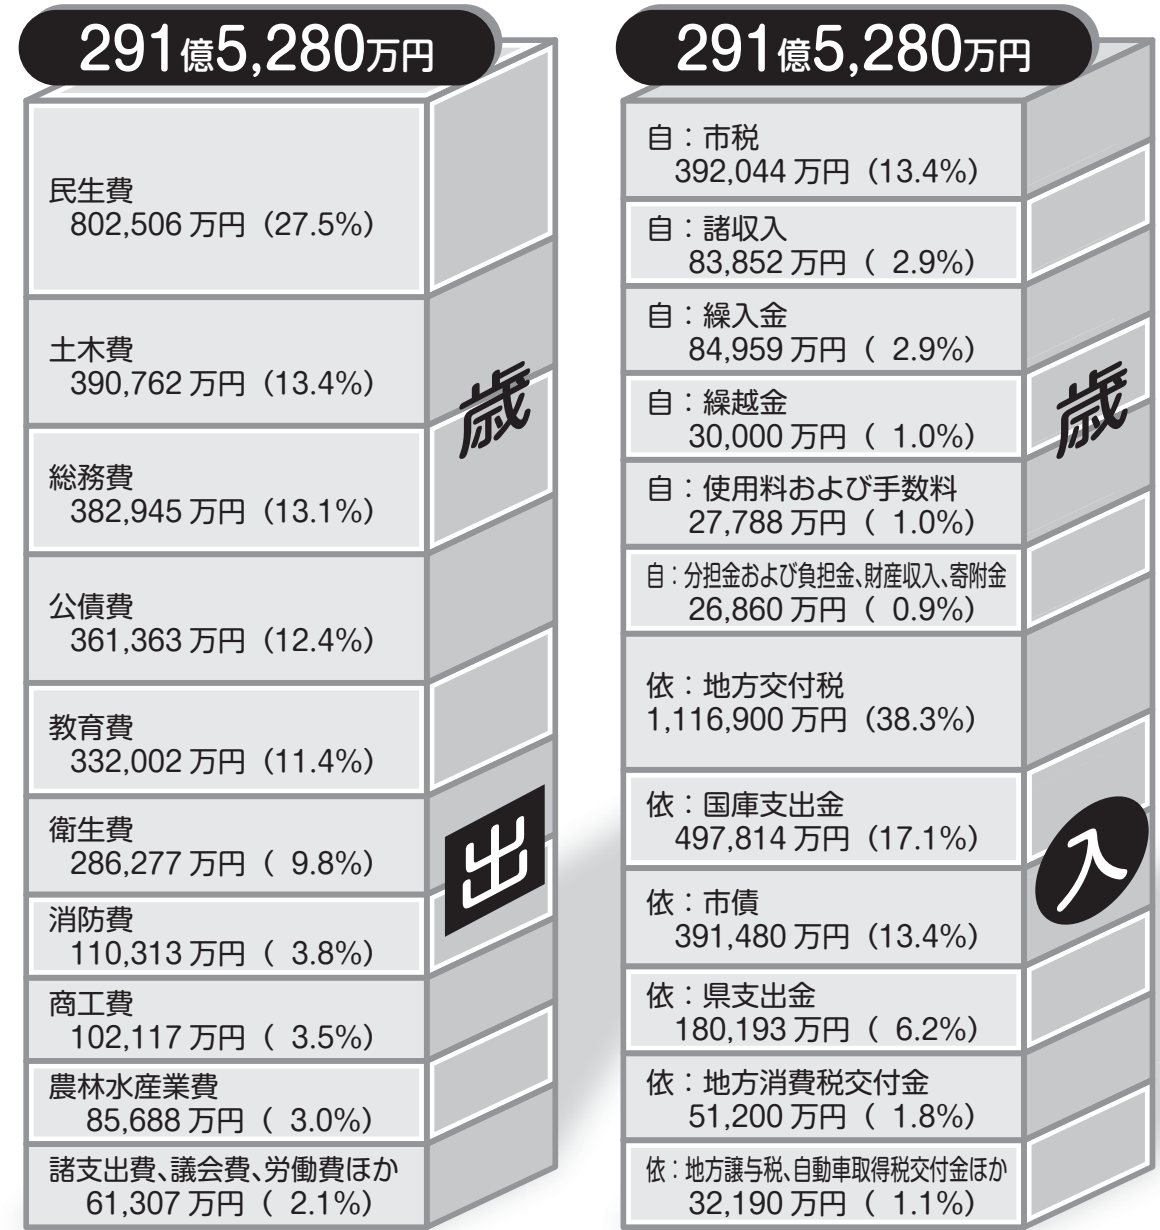 291億5,280万円
民生費
802,506万円（27.5%）
土木費
390,762万円（13.4%）
総務費
382,945万円（13.1%）
公債費
361,363万円（12.4%）
教育費
332,002万円（11.4%）
衛生費
286,277万円（ 9.8%）
消防費
110,313万円（ 3.8%）
商工費
102,117万円（ 3.5%）
農林水産業費
85,688万円（ 3.0%）
諸支出費、議会費、労働費ほか
61,307万円（ 2.1%）
歳
出
291億5,280万円
自：市税
392,044万円（13.4%）
自：諸収入
83,852万円（ 2.9%）
自：繰入金
84,959万円（ 2.9%）
自：繰越金
30,000万円（ 1.0%）
自：使用料および手数料
27,788万円（ 1.0%）
自：分担金および負担金、財産収入、寄附金
26,860万円（ 0.9%）
依：地方交付税
1,116,900万円（38.3%）
依：国庫支出金
497,814万円（17.1%）
依：市債
391,480万円（13.4%）
依：県支出金
180,193万円（ 6.2%）
依：地方消費税交付金
51,200万円（ 1.8%）
依：地方譲与税、自動車取得税交付金ほか
32,190万円（ 1.1%）
歳
入